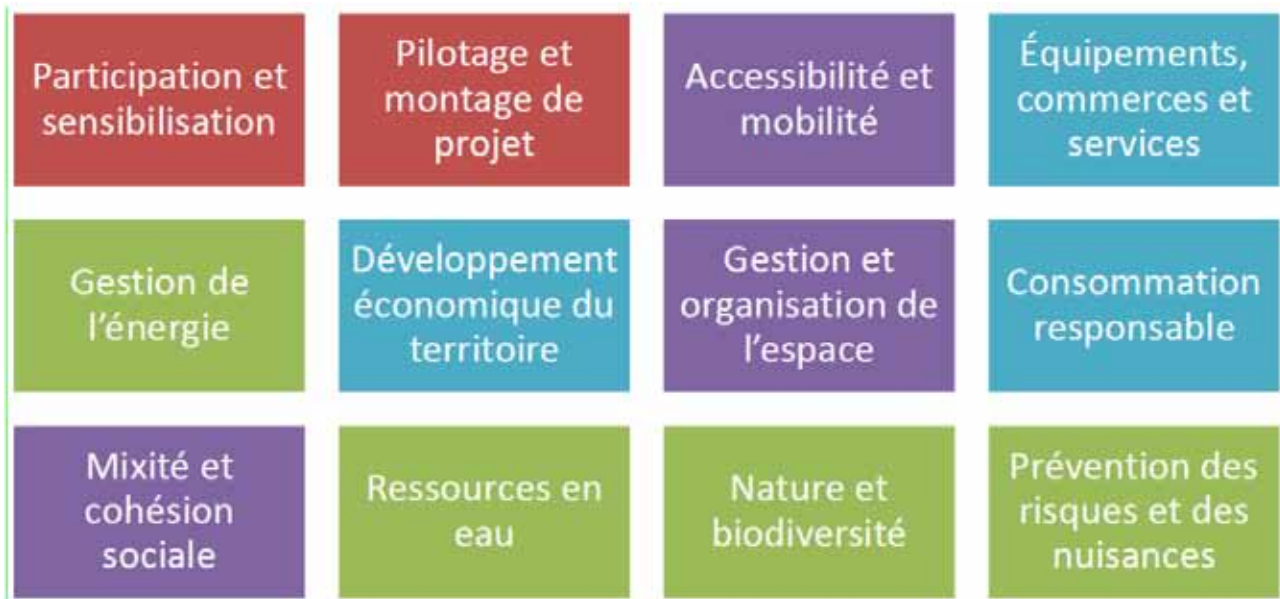 Participation et
sensibilisation
Pilotage et
montage de
projet
Accessibilité et
mobilité
Équipements,
commerces et
services
Gestion de
l'énergie
Développement
économique du
territoire
Gestion et
organisation de
l'espace
Consommation
responsable
Mixité et
cohésion
sociale
Ressources en
eau
Nature et
biodiversité
Prévention des
risques et des
nuisances